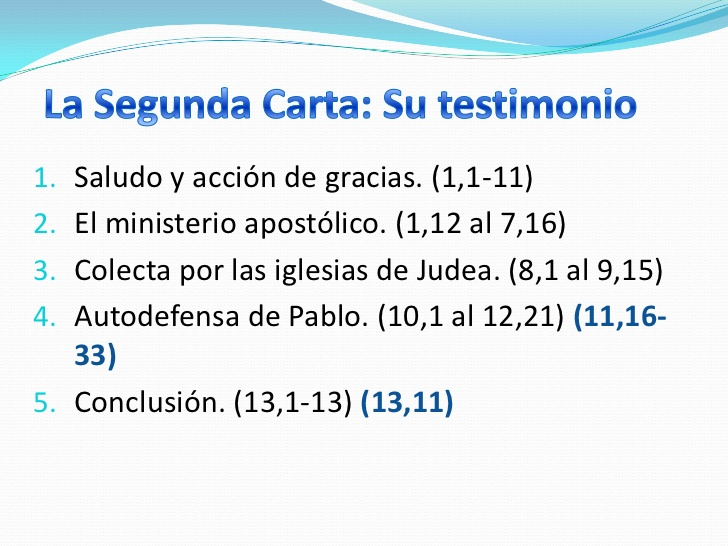 La Segunda Carta: Su testimonio
1. Saludo y acción de gracias. (1,1-11)
2. El ministerio apostólico. (1,12 al 7,16)
3. Colecta por las iglesias de Judea. (8,1 al 9,15)
4. Autodefensa de Pablo. (10,1 al 12,21) (11,16-
33)
5. Conclusión. (13,1-13) (13,11)